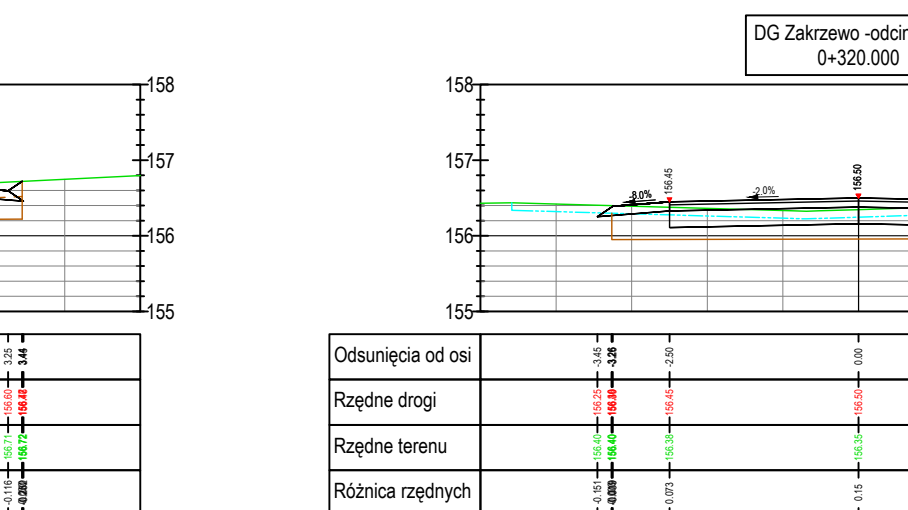 DG Zakrzewo -odcin
0+320.000
158
157
156
155
158
157
156
155
156.45
156.50
-8.0%
-2.0%
Odsunięcia od osi
Rzędne drogi
Rzędne terenu
Różnica rzędnych
3.25
156.60
156.71
156.72
-0.116
-3.45 -2.50 0.00
156.25 156.45 156.50
156.40 156.40 156.38 156.35
-0.151 0.073 0.15